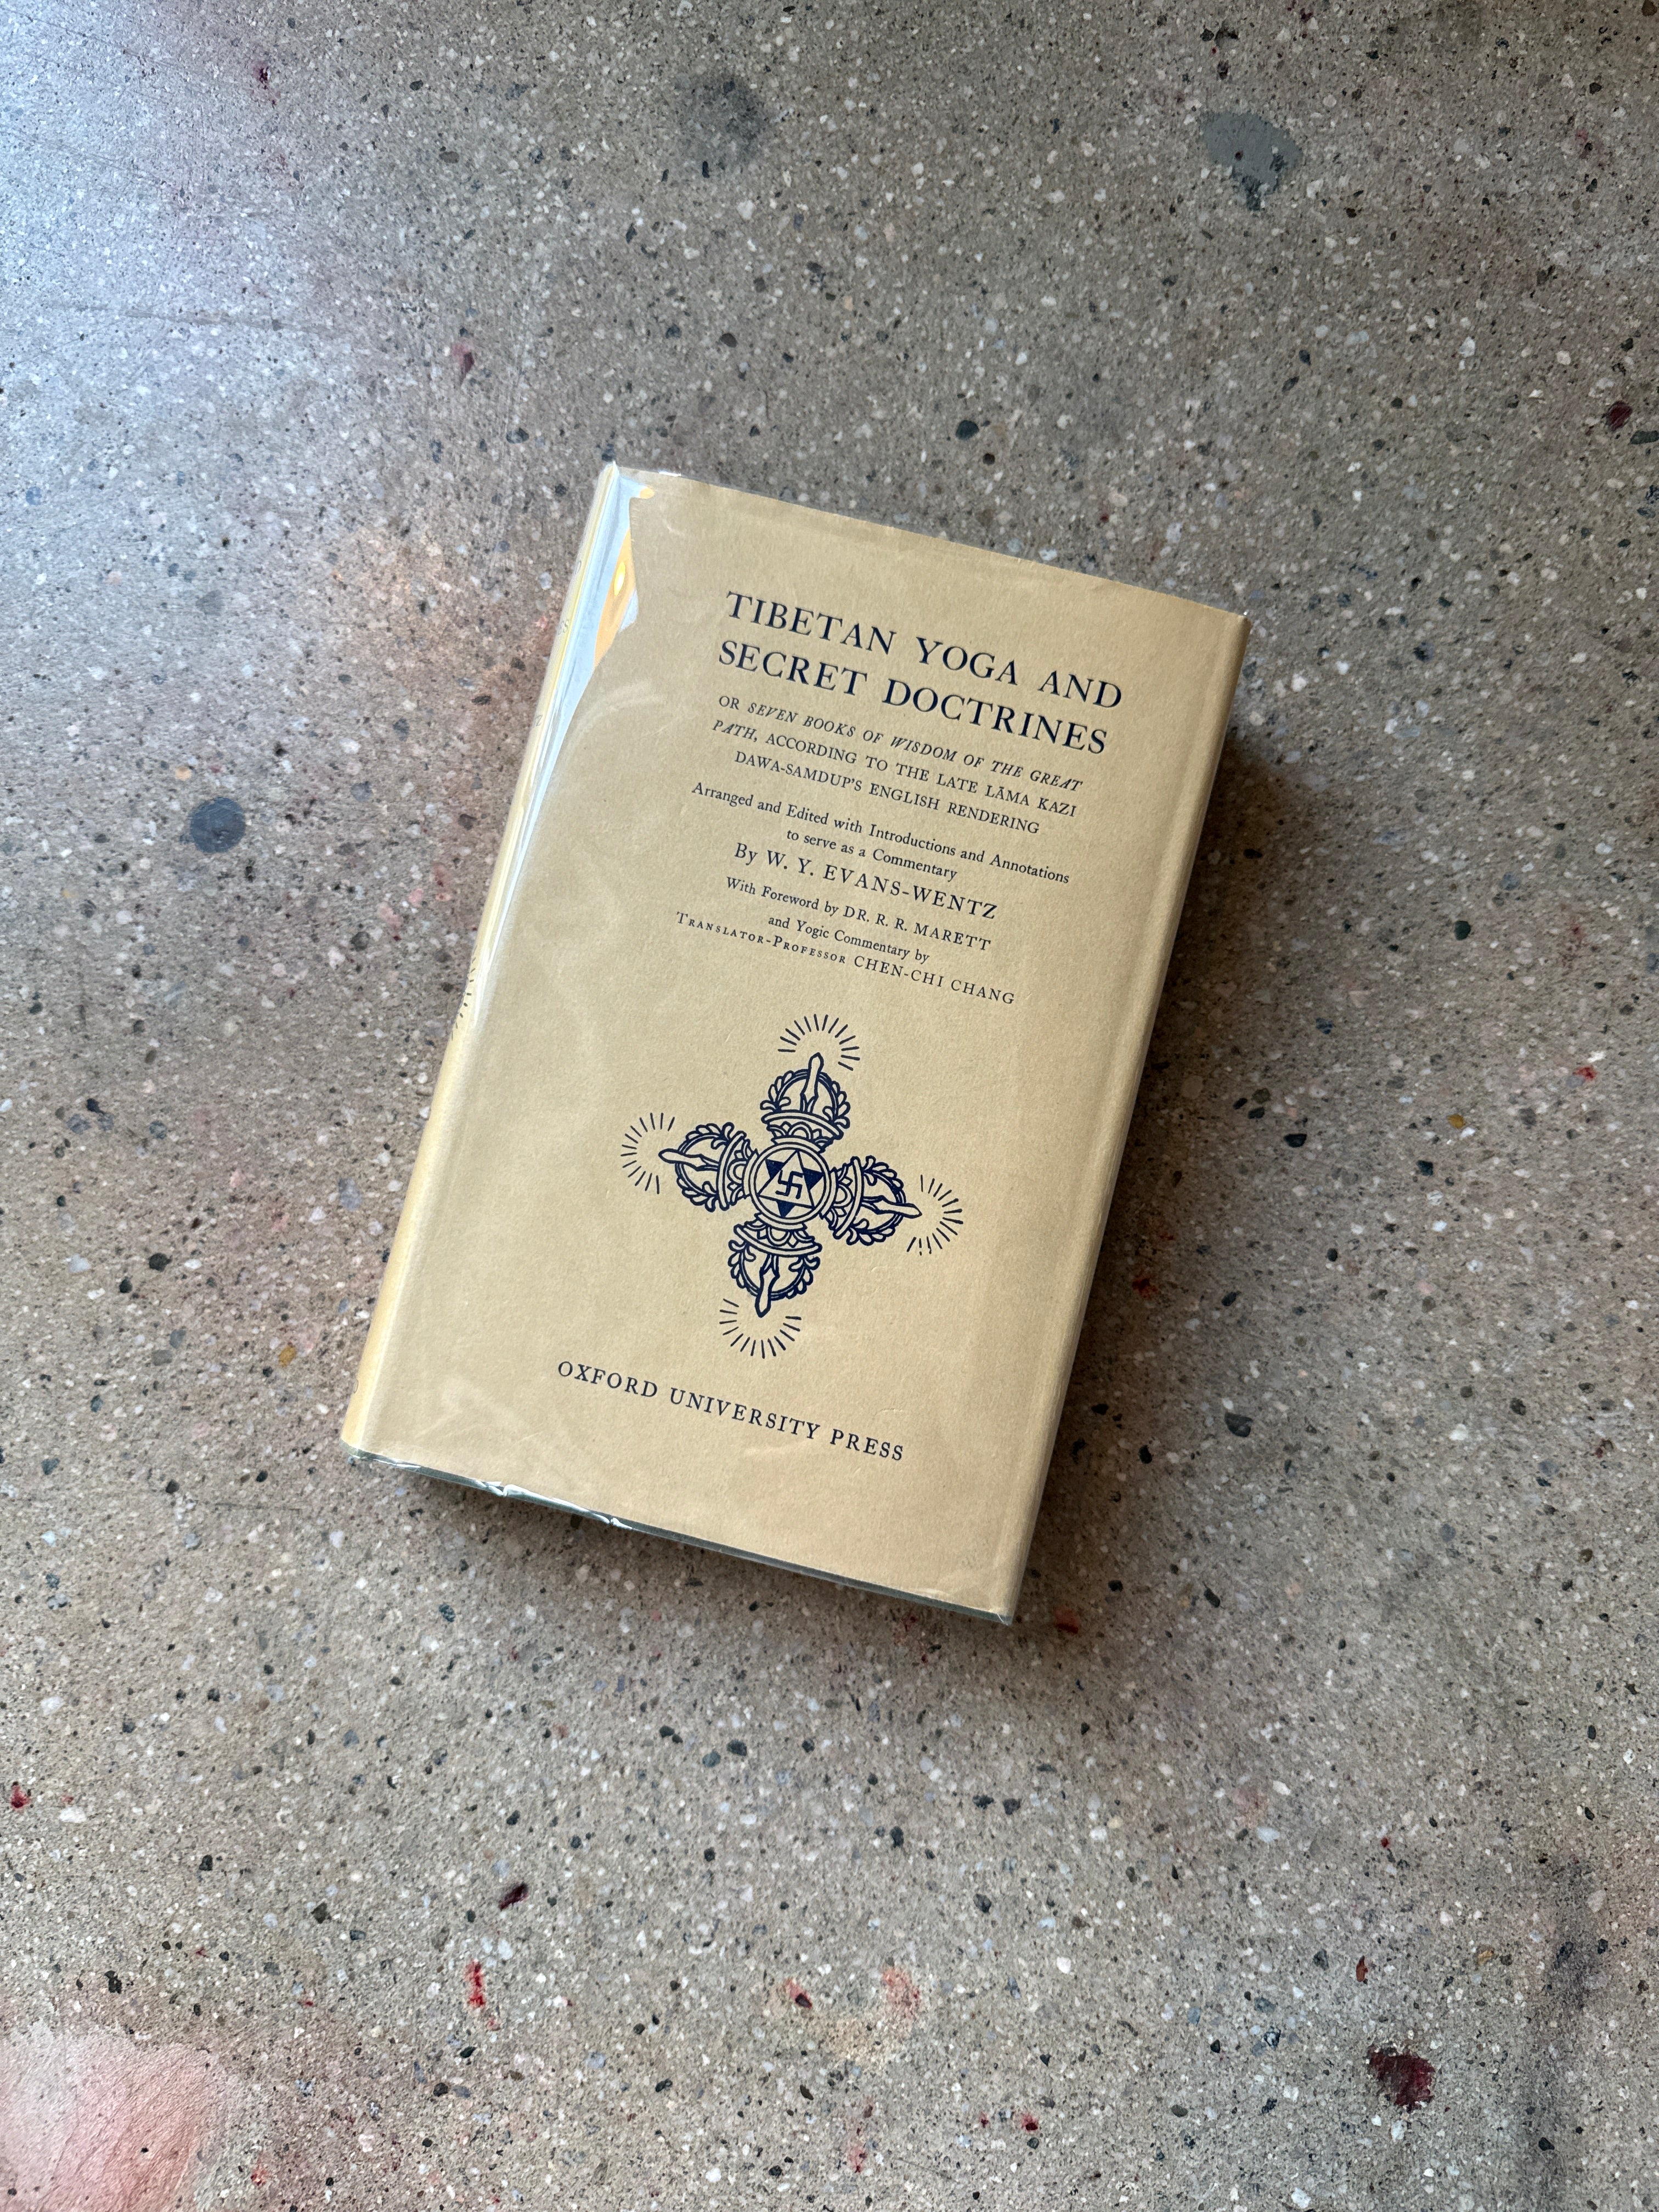 TIBETAN YOGA AND
SECRET DOCTRINES
OR SEVEN BOOKS OF WISDOM OF THE GREAT
PATH, ACCORDING TO THE LATE LĀMA KAZI
DAWA-SAMDUP'S ENGLISH RENDERING
Arranged and Edited with Introductions and Annotations
to serve as a Commentary
By W. Y. EVANS-WENTZ
With Foreword by DR. R. R. MARETT
and Yogic Commentary by
TRANSLATOR-PROFESSOR CHEN-CHI CHANG
OXFORD UNIVERSITY PRESS